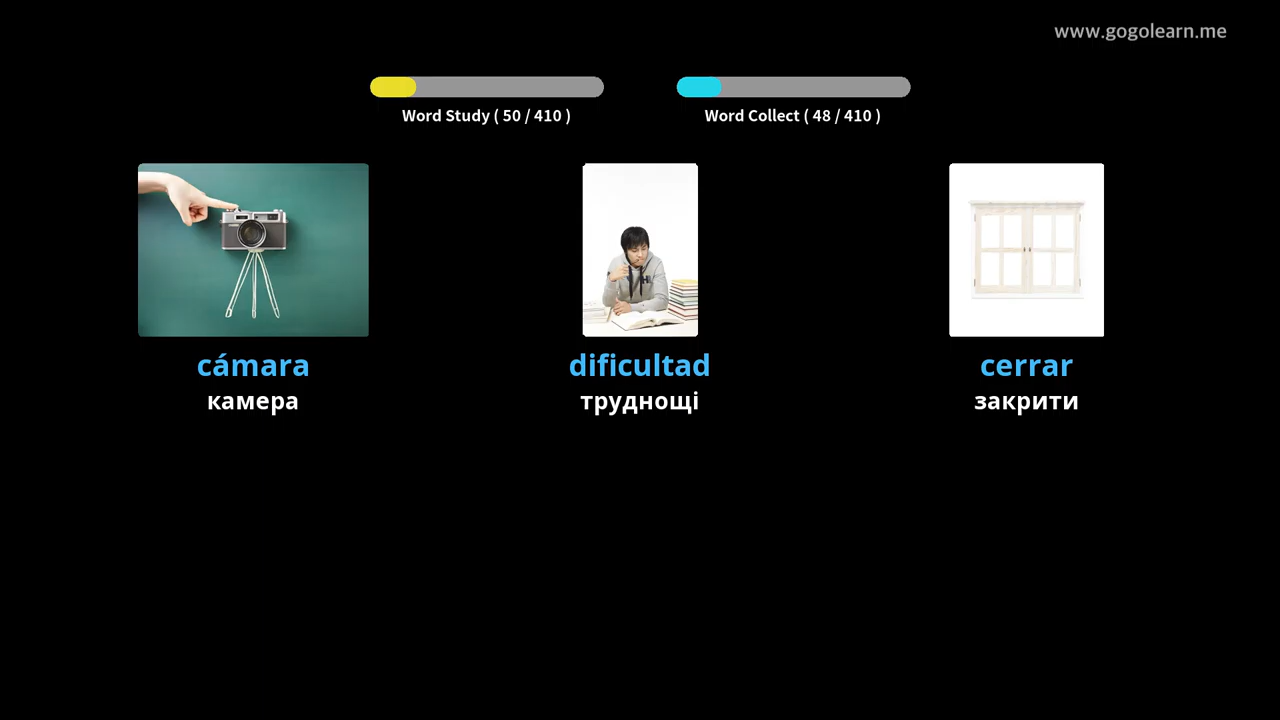 www.gogolearn.me
Word Study ( 50 / 410 )
Word Collect ( 48 / 410 )
cámara
камера
dificultad
труднощі
cerrar
закрити